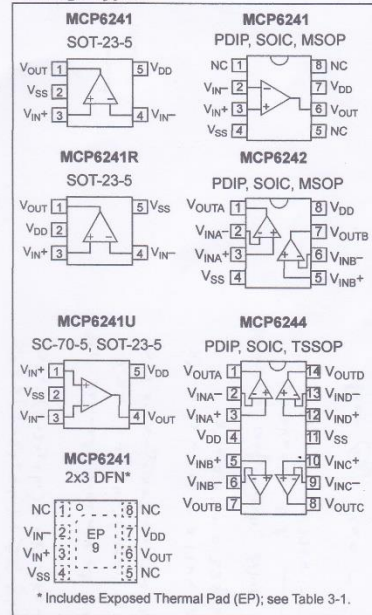 MCP6241
SOT-23-5
VOUT 1
5 VDD
VSS 2
VIN+ 3
4 VIN–
MCP6241
PDIP, SOIC, MSOP
NC 1
8 NC
VIN– 2
7 VDD
VIN+ 3
6 VOUT
VSS 4
5 NC
MCP6241R
SOT-23-5
VOUT 1
5 VSS
VDD 2
VIN+ 3
4 VIN–
MCP6242
PDIP, SOIC, MSOP
VOUTA 1
8 VDD
VINA– 2
7 VOUTB
VINA+ 3
6 VINB–
VSS 4
5 VINB+
MCP6241U
SC-70-5, SOT-23-5
VIN+ 1
5 VDD
VSS 2
VIN– 3
4 VOUT
MCP6244
PDIP, SOIC, TSSOP
VOUTA 1
14 VOUTD
VINA– 2
13 VIND–
VINA+ 3
12 VIND+
VDD 4
11 VSS
VINB+ 5
10 VINC+
VINB– 6
9 VINC–
VOUTB 7
8 VOUTC
MCP6241
2x3 DFN*
NC 1
8 NC
VIN– 2
EP
7 VDD
VIN+ 3
9
6 VOUT
VSS 4
5 NC
* Includes Exposed Thermal Pad (EP); see Table 3-1.